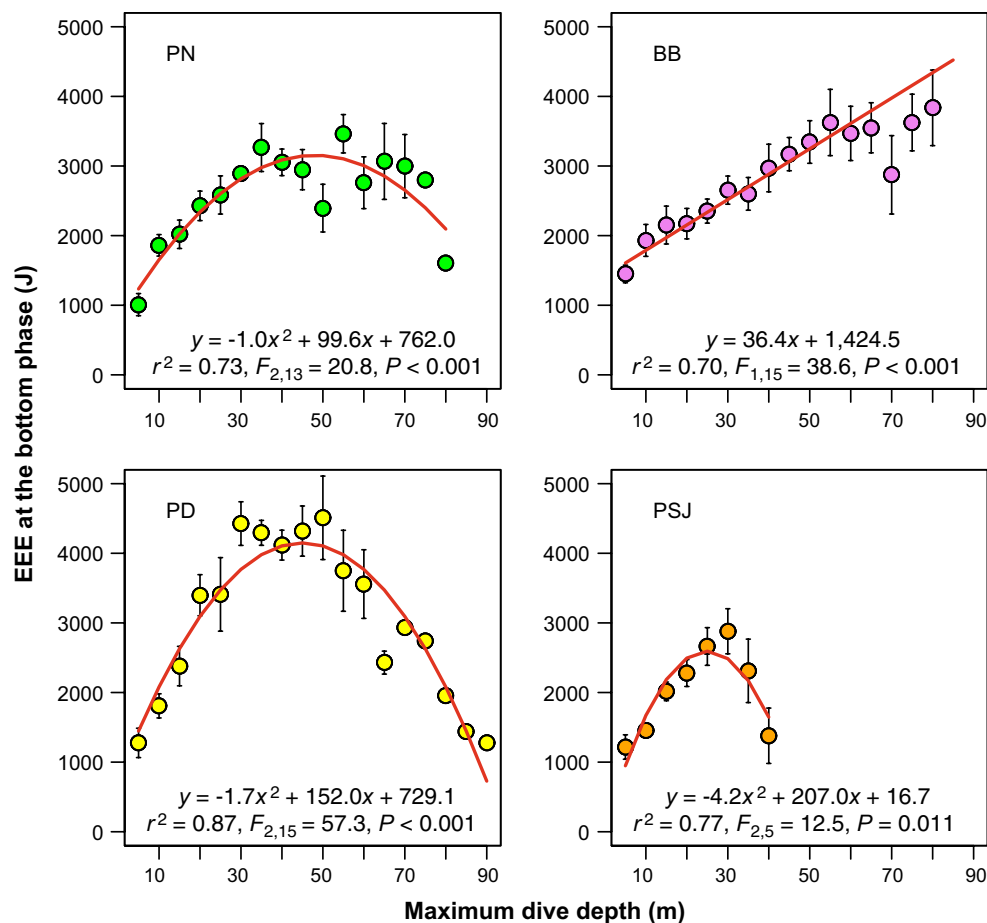 EEE at the bottom phase (J)
5000
4000
3000
2000
1000
0
PN
y = -1.0x² + 99.6x + 762.0
r² = 0.73, F2,13 = 20.8, P < 0.001
10 30 50 70 90
BB
y = 36.4x + 1,424.5
r² = 0.70, F1,15 = 38.6, P < 0.001
5000
4000
3000
2000
1000
0
10 30 50 70 90
5000
4000
3000
2000
1000
0
PD
y = -1.7x² + 152.0x + 729.1
r² = 0.87, F2,15 = 57.3, P < 0.001
10 30 50 70 90
PSJ
y = -4.2x² + 207.0x + 16.7
r² = 0.77, F2,5 = 12.5, P = 0.011
5000
4000
3000
2000
1000
0
10 30 50 70 90
Maximum dive depth (m)